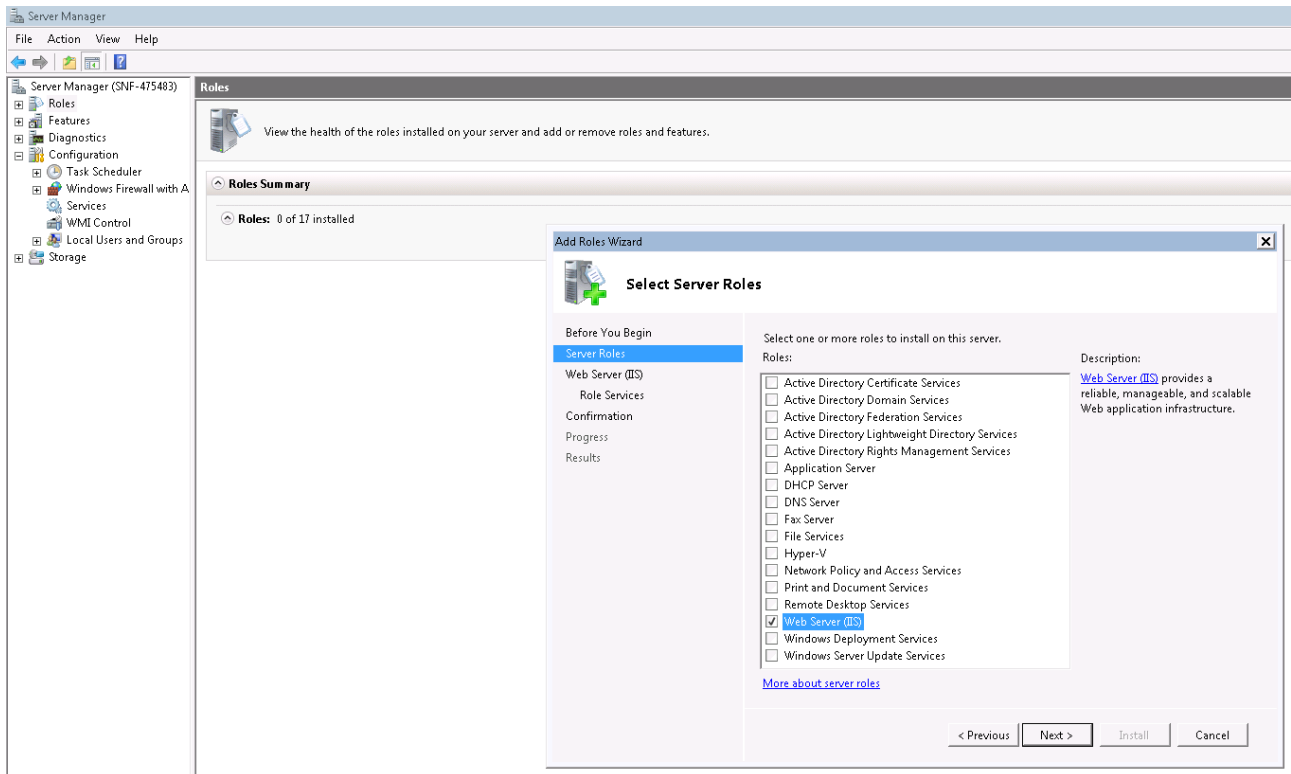 Server Manager
File Action View Help
Server Manager (SNF-475483)
Roles
Features
Diagnostics
Configuration
Task Scheduler
Windows Firewall with A
Services
WMI Control
Local Users and Groups
Storage
Roles
View the health of the roles installed on your server and add or remove roles and features.
Roles Summary
Roles: 0 of 17 installed
Add Roles Wizard
Select Server Roles
Before You Begin
Server Roles
Web Server (IIS)
Role Services
Confirmation
Progress
Results
Select one or more roles to install on this server.
Roles:
Active Directory Certificate Services
Active Directory Domain Services
Active Directory Federation Services
Active Directory Lightweight Directory Services
Active Directory Rights Management Services
Application Server
DHCP Server
DNS Server
Fax Server
File Services
Hyper-V
Network Policy and Access Services
Print and Document Services
Remote Desktop Services
Web Server (IIS)
Windows Deployment Services
Windows Server Update Services
More about server roles
Description:
Web Server (IIS) provides a
reliable, manageable, and scalable
Web application infrastructure.
< Previous
Next >
Install
Cancel